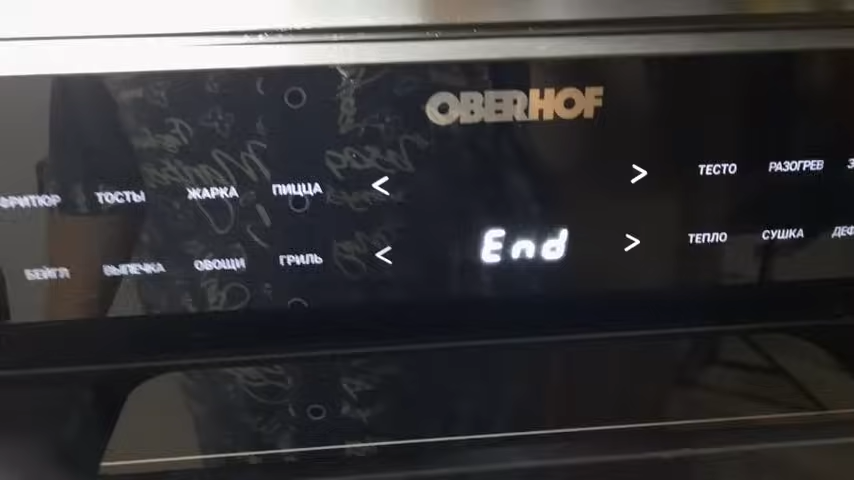 OBERHOF
ФРИТЮР ТОСТЫ ЖАРКА ПИЦЦА < > ТЕСТО РАЗОГРЕВ
БЕЙГЛ ВЫПЕЧКА ОВОЩИ ГРИЛЬ < End > ТЕПЛО СУШКА